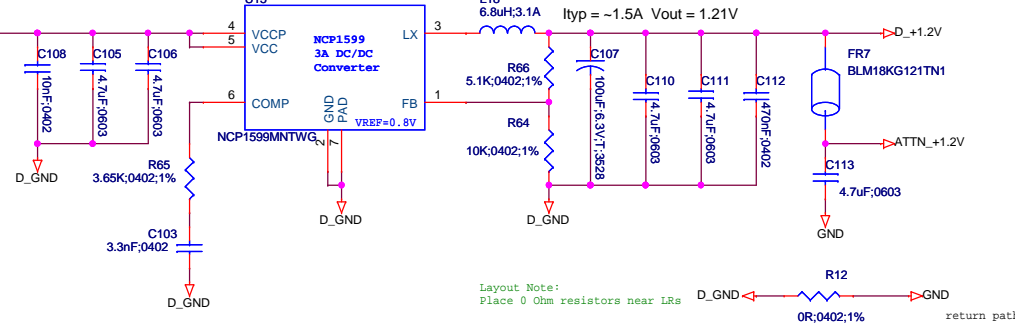 6.8uH;3.1A
Ityp = ~1.5A Vout = 1.21V
4
VCCP
5
VCC
NCP1599
3A DC/DC
Converter
LX
3
D_+1.2V
C108
10nF;0402
C105
4.7uF;0603
C106
4.7uF;0603
R66
5.1K;0402;1%
C107
100uF;6.3V;T;3528
C110
4.7uF;0603
C111
4.7uF;0603
C112
470nF;0402
FR7
BLM18KG121TN1
6
COMP
GND
PAD
FB
1
VREF=0.8V
NCP1599MNTWG
2
7
R64
10K;0402;1%
ATTN_+1.2V
D_GND
R65
3.65K;0402;1%
C113
4.7uF;0603
D_GND
D_GND
GND
C103
3.3nF;0402
D_GND
Layout Note:
Place 0 Ohm resistors near LRs
D_GND
R12
0R;0402;1%
GND
return path